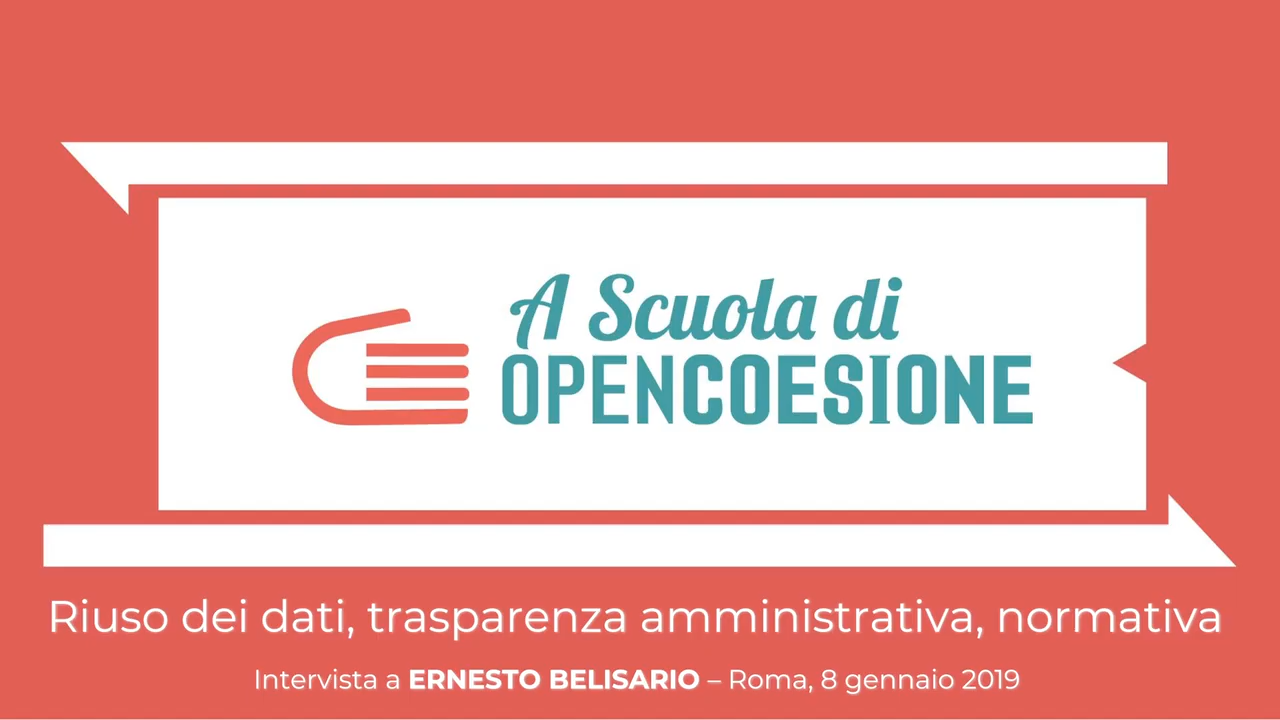 A Scuola di
OPENCOESIONE
Riuso dei dati, trasparenza amministrativa, normativa
Intervista a ERNESTO BELISARIO – Roma, 8 gennaio 2019